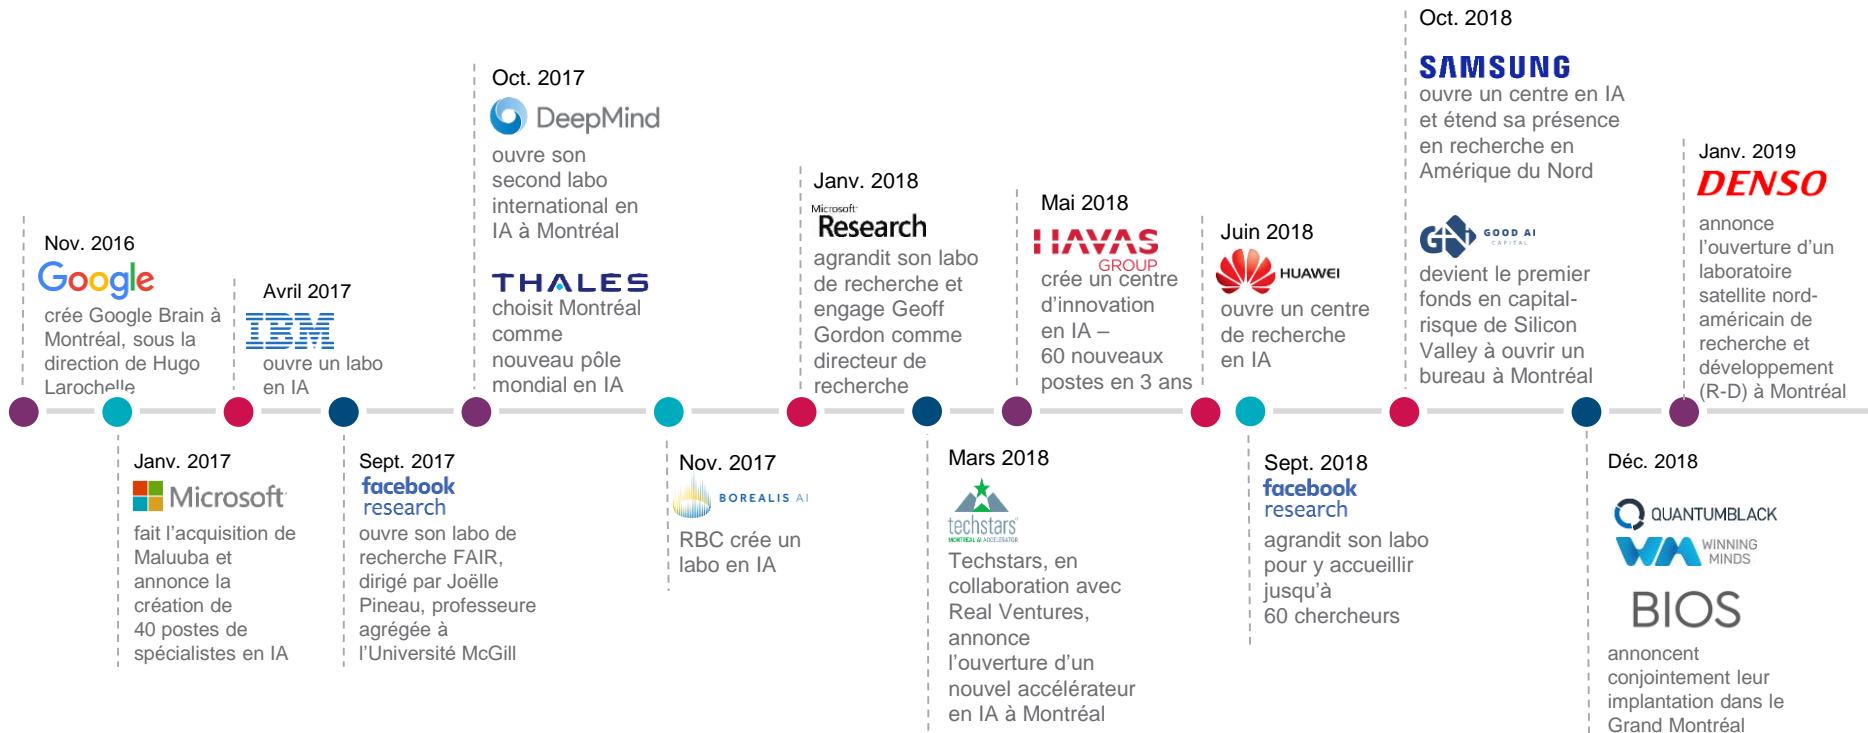 Nov. 2016
Google
crée Google Brain à
Montréal, sous la
direction de Hugo
Larochelle
Janv. 2017
Microsoft
fait l’acquisition de
Maluuba et
annonce la
création de
40 postes de
spécialistes en IA
Avril 2017
IBM
ouvre un labo
en IA
Sept. 2017
facebook
research
ouvre son labo de
recherche FAIR,
dirigé par Joëlle
Pineau, professeure
agrégée à
l’Université McGill
Oct. 2017
DeepMind
ouvre son
second labo
international en
IA à Montréal
THALES
choisit Montréal
comme
nouveau pôle
mondial en IA
Nov. 2017
BOREALIS AI
RBC crée un
labo en IA
Janv. 2018
Microsoft
Research
agrandit son labo
de recherche et
engage Geoff
Gordon comme
directeur de
recherche
Mars 2018
techstars
MONTREAL AI ACCELERATOR
Techstars, en
collaboration avec
Real Ventures,
annonce
l’ouverture d’un
nouvel accélérateur
en IA à Montréal
Mai 2018
HAVAS
GROUP
crée un centre
d’innovation
en IA –
60 nouveaux
postes en 3 ans
Juin 2018
HUAWEI
ouvre un centre
de recherche
en IA
Sept. 2018
facebook
research
agrandit son labo
pour y accueillir
jusqu’à
60 chercheurs
Oct. 2018
SAMSUNG
ouvre un centre en IA
et étend sa présence
en recherche en
Amérique du Nord
GAI GOOD AI
CAPITAL
devient le premier
fonds en capital-
risque de Silicon
Valley à ouvrir un
bureau à Montréal
Déc. 2018
QUANTUMBLACK
WM WINNING
MINDS
BIOS
annoncent
conjointement leur
implantation dans le
Grand Montréal
Janv. 2019
DENSO
annonce
l’ouverture d’un
laboratoire
satellite nord-
américain de
recherche et
développement
(R-D) à Montréal